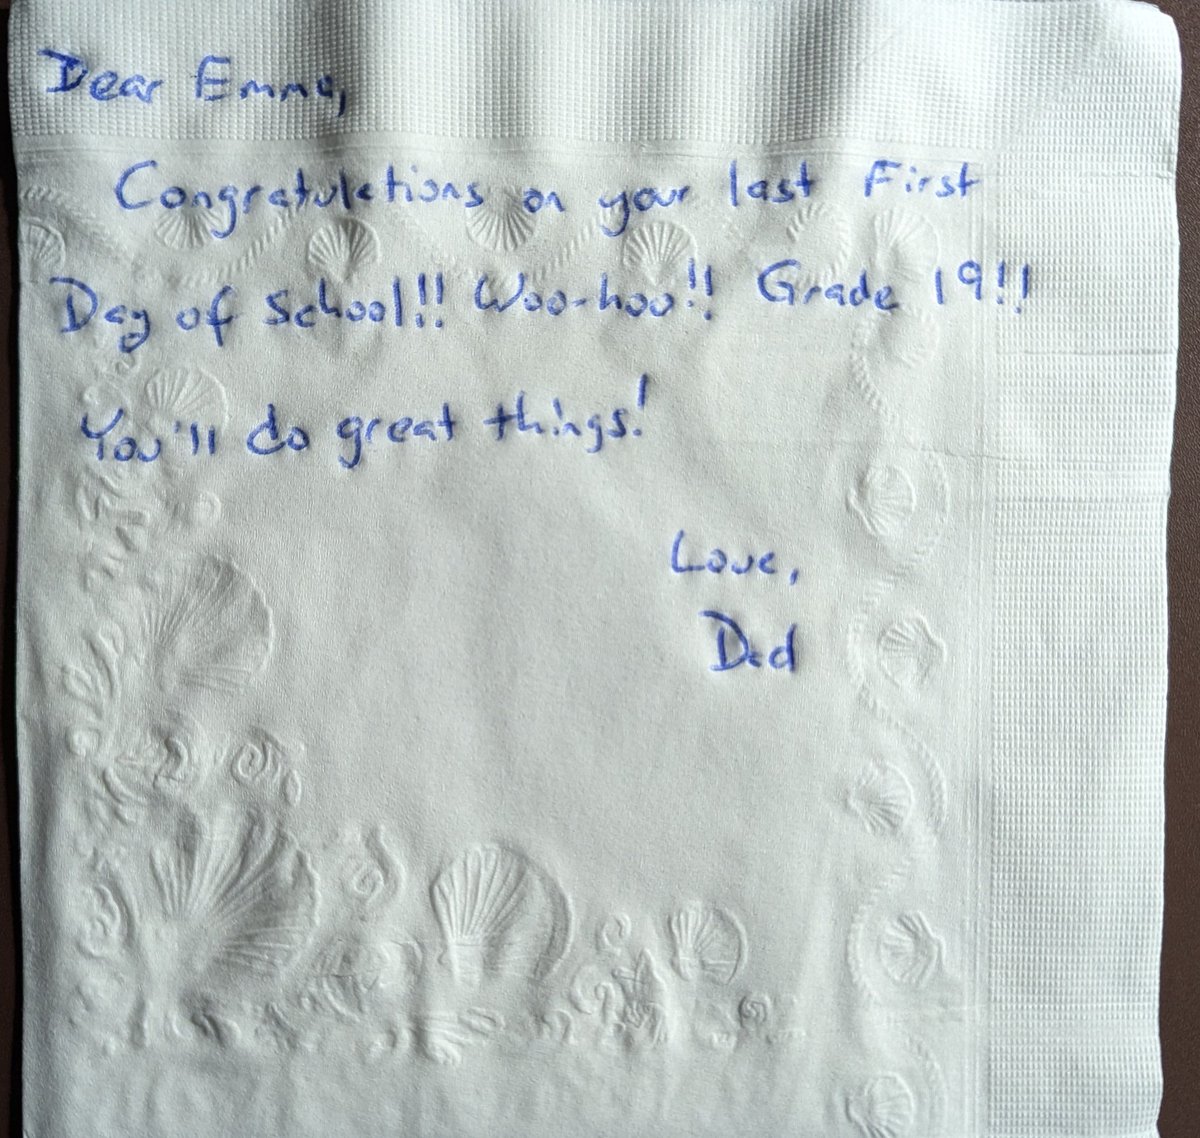 Dear Emma,
Congratulations on your last First
Day of School!! Woo-hoo!! Grade 19!!
You'll do great things!
Love,
Dad